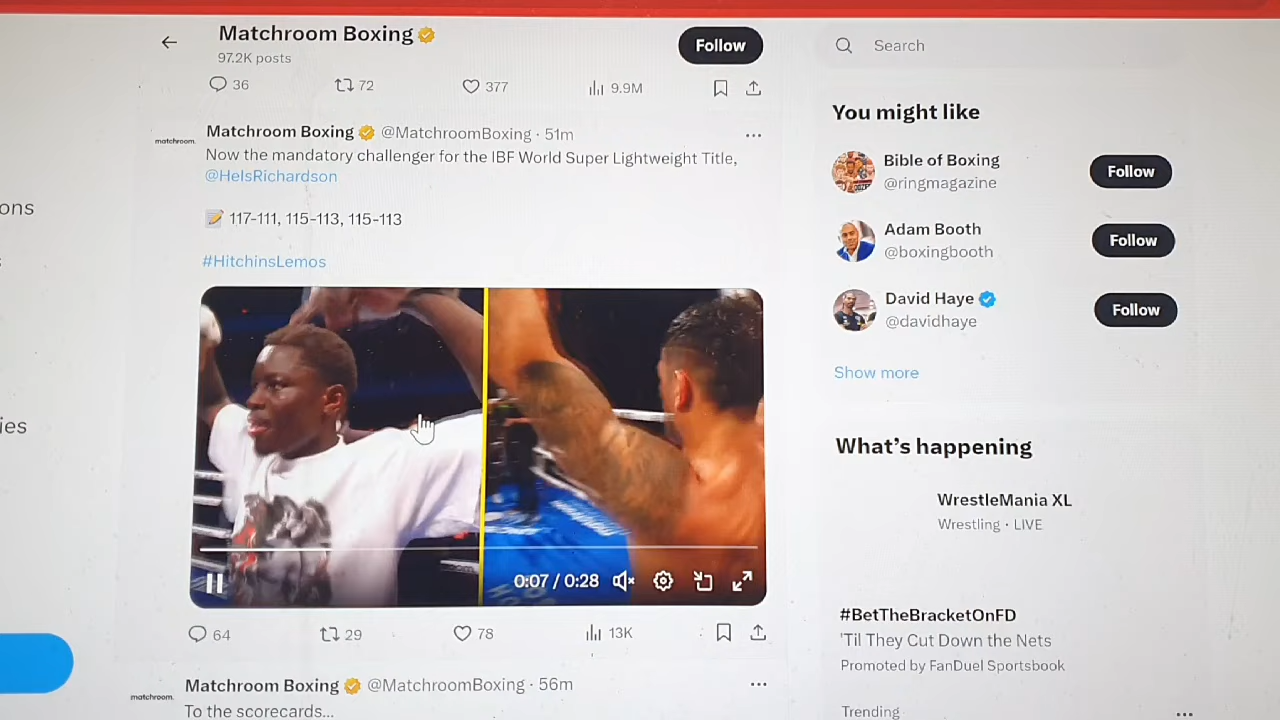 Matchroom Boxing
97.2K posts
Follow
36 72 377 9.9M
matchroom.
Matchroom Boxing @MatchroomBoxing · 51m
Now the mandatory challenger for the IBF World Super Lightweight Title,
@HeIsRichardson
117-111, 115-113, 115-113
#HitchinsLemos
0:07 / 0:28
64 29 78 13K
matchroom.
Matchroom Boxing @MatchroomBoxing · 56m
To the scorecards...
ons
ies
Search
You might like
Bible of Boxing
@ringmagazine
Follow
Adam Booth
@boxingbooth
Follow
David Haye
@davidhaye
Follow
Show more
What's happening
WrestleMania XL
Wrestling · LIVE
#BetTheBracketOnFD
'Til They Cut Down the Nets
Promoted by FanDuel Sportsbook
Trending